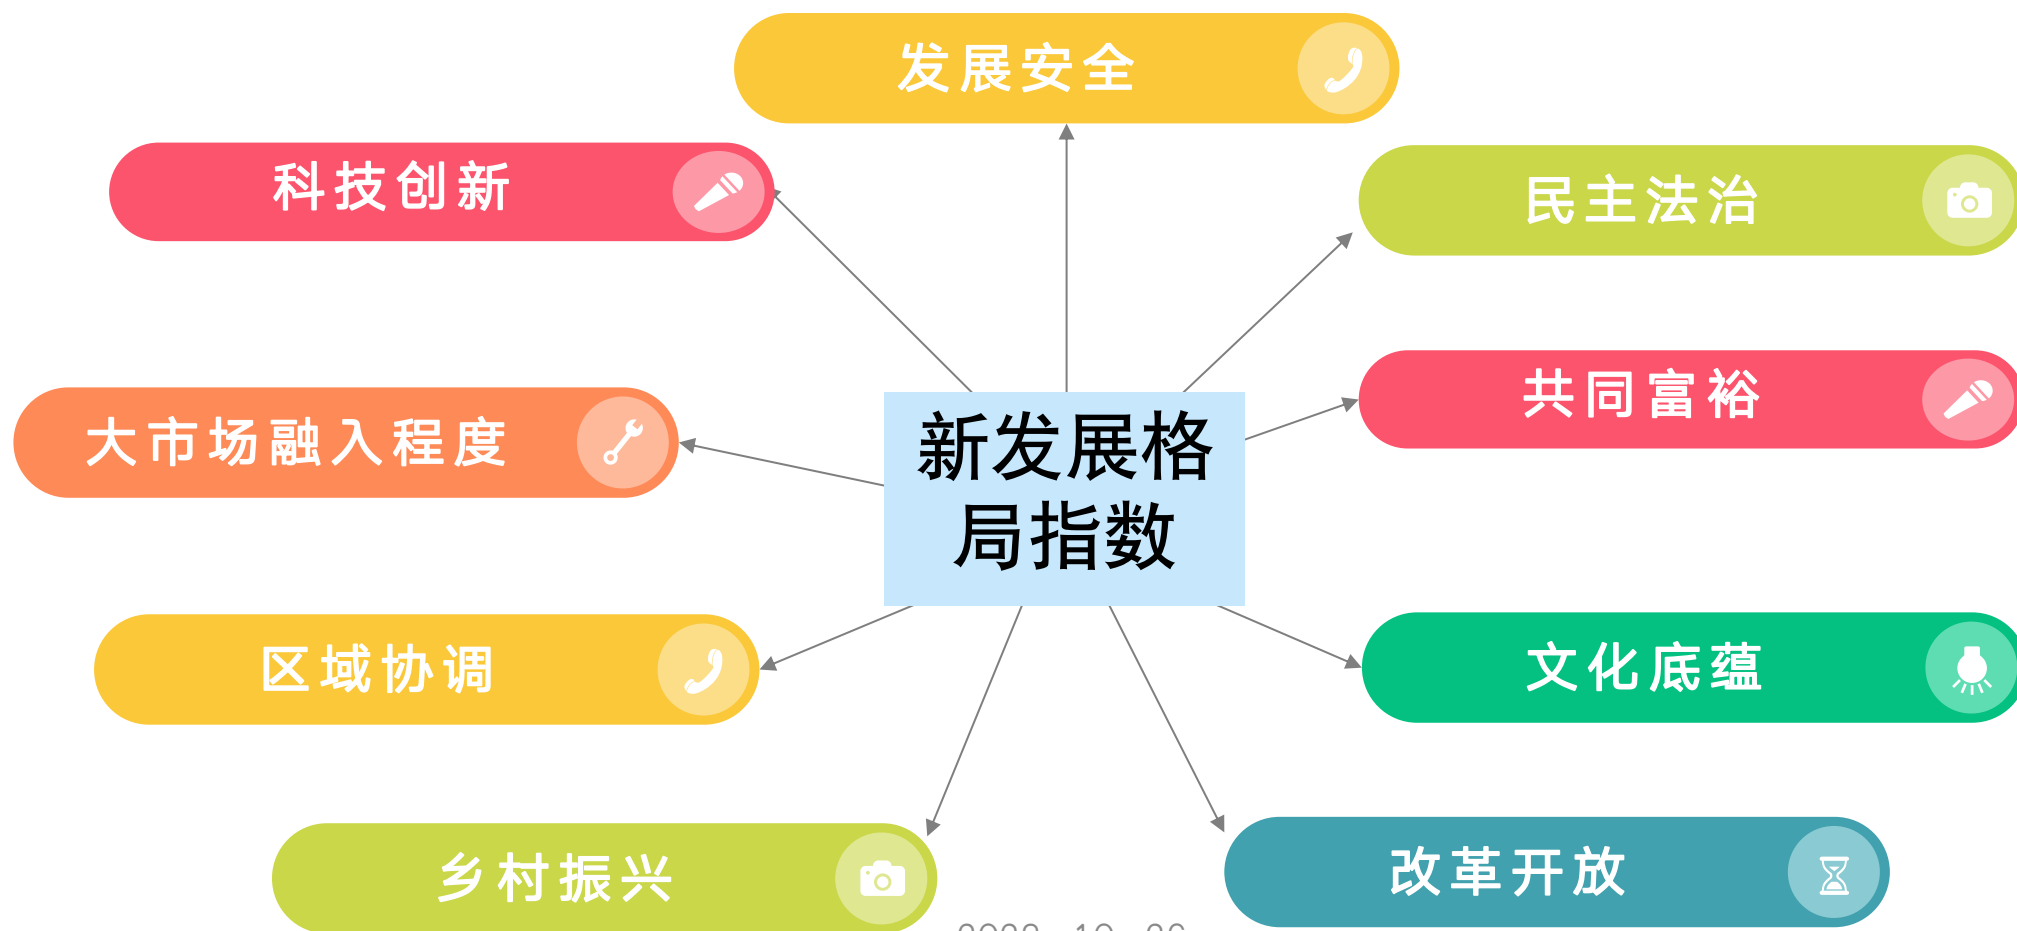 发展安全
科技创新
民主法治
共同富裕
大市场融入程度
新发展格
局指数
区域协调
文化底蕴
乡村振兴
改革开放